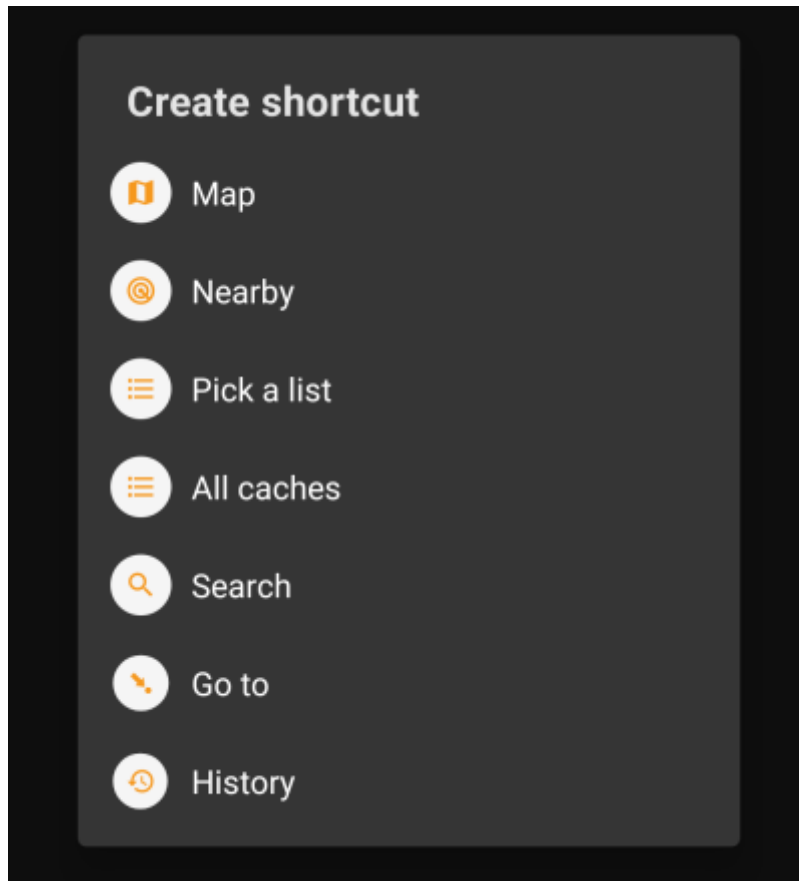 Create shortcut
Map
Nearby
Pick a list
All caches
Search
Go to
History